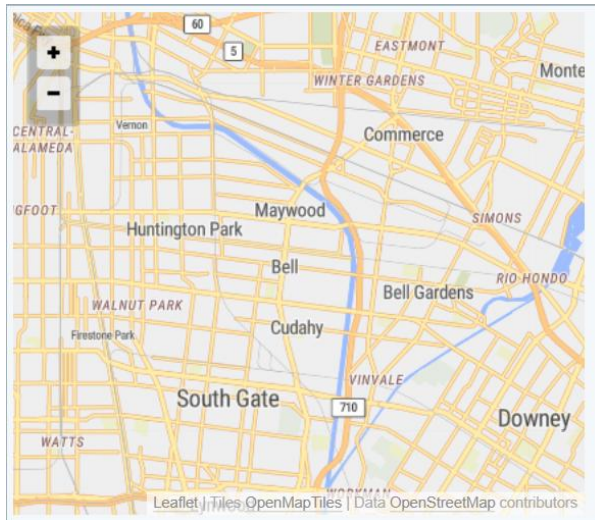 60
5
+
−
EASTMONT
WINTER GARDENS
Monte
Commerce
Vernon
CENTRAL-
ALAMEDA
GFOOT
Maywood
SIMONS
Huntington Park
Bell
RIO HONDO
Bell Gardens
WALNUT PARK
Cudahy
Firestone Park
VINVALE
South Gate
710
Downey
WATTS
WORKMAN
Leaflet | Tiles OpenMapTiles | Data OpenStreetMap contributors